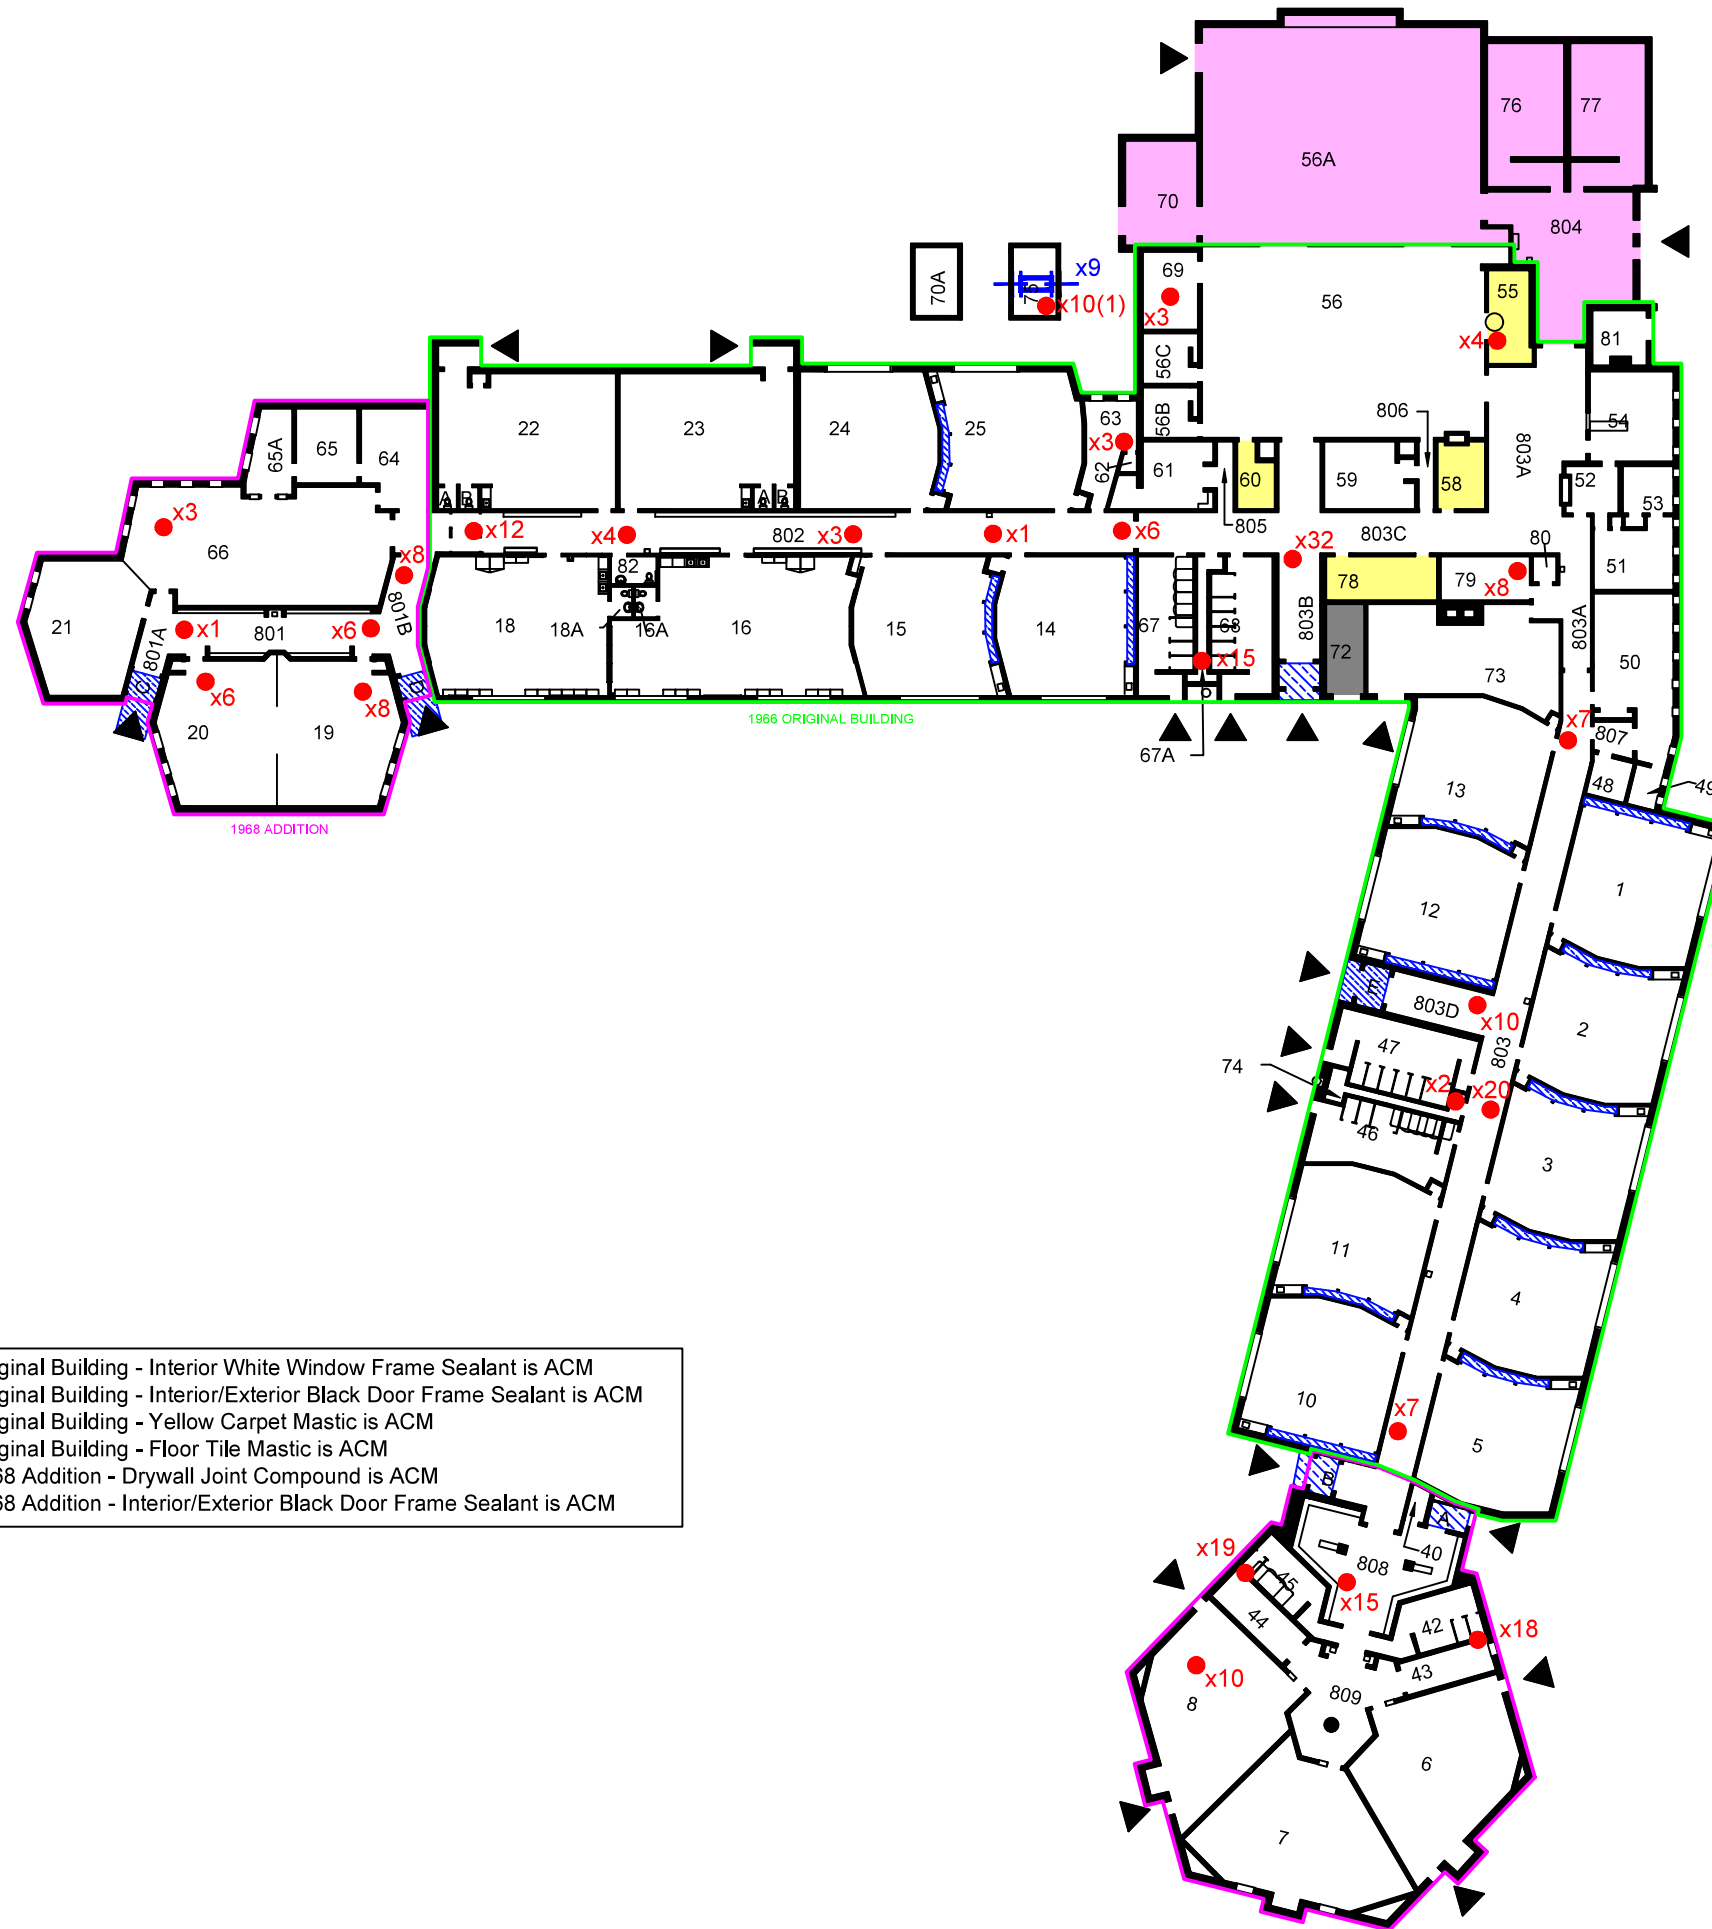 76
77
56A
70
804
x9
70A
75
x10(1)
69
x3
56
55
x4
81
56C
56B
806
54
803A
22
23
24
25
63
x3
62
61
60
59
58
52
53
65A
65
64
A
B
A
B
805
x3
66
x12
x4
802
x3
x1
x6
x32
803C
80
51
x8
82
78
79
x8
21
801A
x1
801
x6
801B
18
18A
16A
16
15
14
67
68
803B
72
73
803A
50
x15
C
D
x6
x8
20
19
1966 ORIGINAL BUILDING
67A
x7
807
48
49
1968 ADDITION
13
1
12
E
803D
x10
2
803
47
74
x2
x20
46
3
11
4
10
x7
5
B
A
40
808
x19
45
x15
44
42
x18
43
x10
8
809
6
7
ginal Building - Interior White Window Frame Sealant is ACM
ginal Building - Interior/Exterior Black Door Frame Sealant is ACM
ginal Building - Yellow Carpet Mastic is ACM
ginal Building - Floor Tile Mastic is ACM
68 Addition - Drywall Joint Compound is ACM
68 Addition - Interior/Exterior Black Door Frame Sealant is ACM